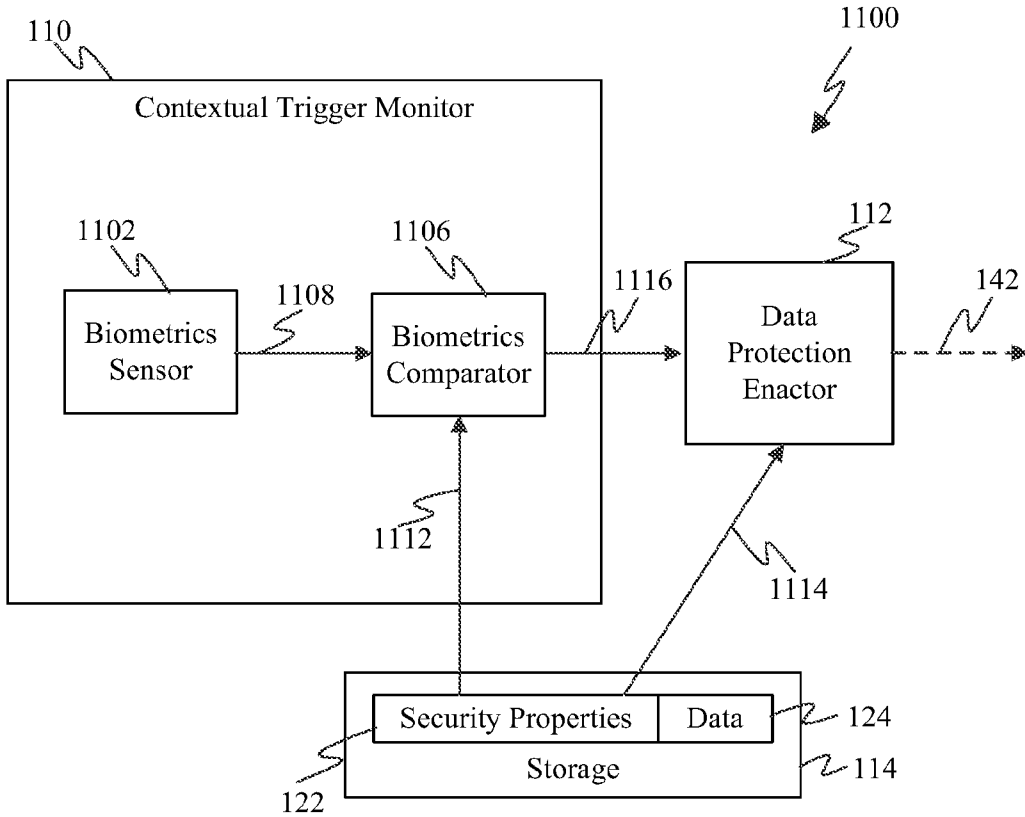 110
1100
Contextual Trigger Monitor
1102
1106
112
1108
1116
142
Biometrics
Sensor
Biometrics
Comparator
Data
Protection
Enactor
1112
1114
Security Properties
Data
124
Storage
114
122